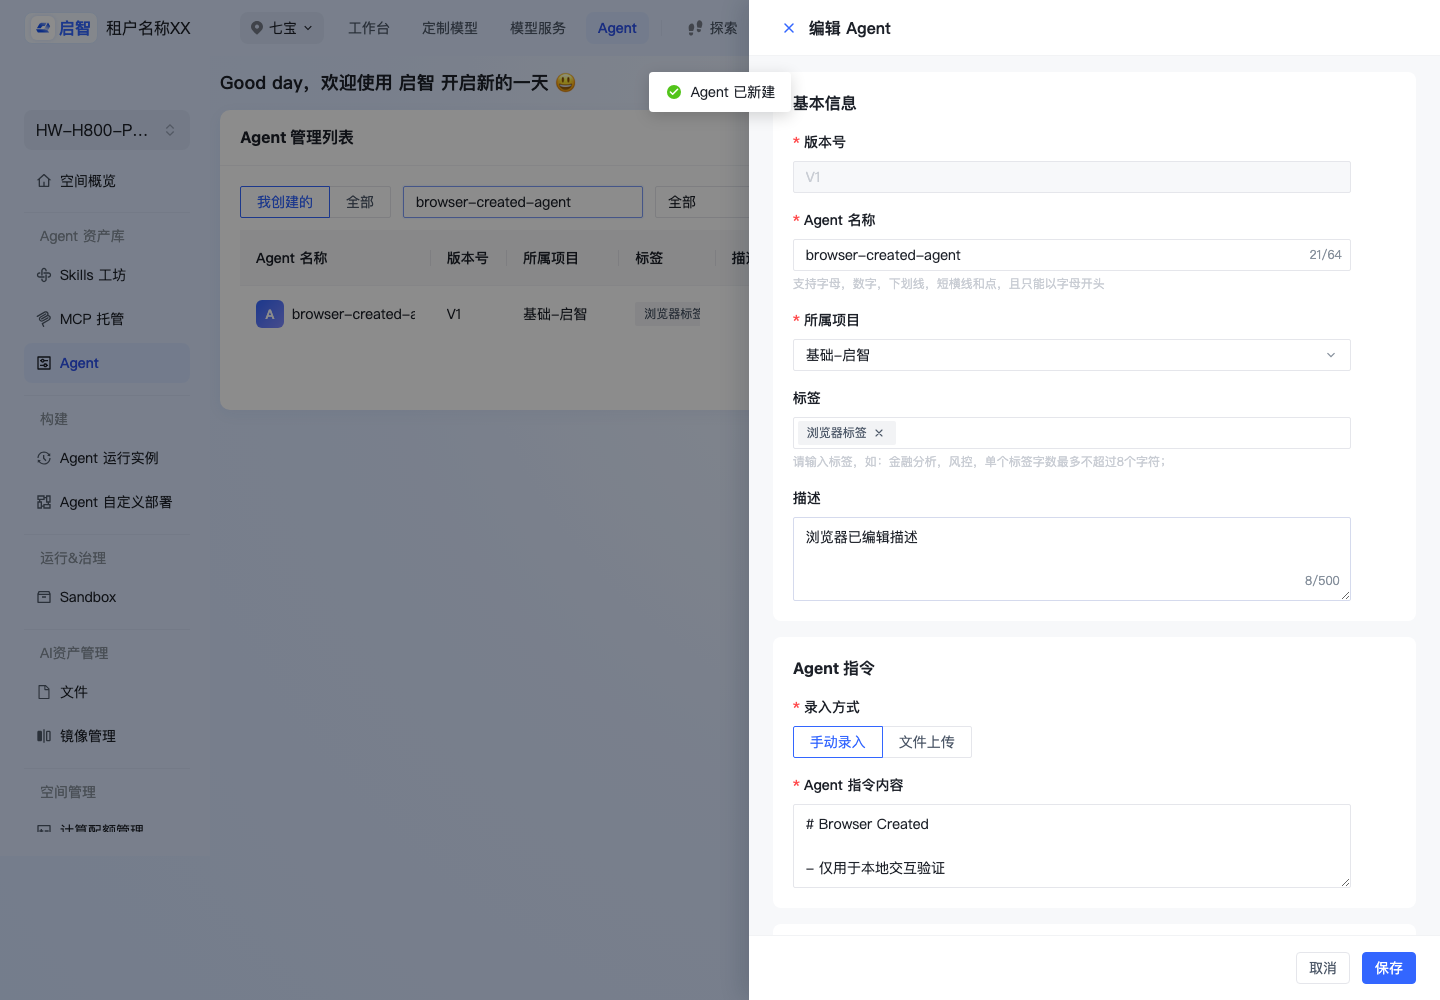 启智 租户名称XX
七宝
工作台
定制模型
模型服务
Agent
探索
Good day，欢迎使用 启智 开启新的一天 😃
HW-H800-P...
空间概览
Agent 资产库
Skills 工坊
MCP 托管
Agent
构建
Agent 运行实例
Agent 自定义部署
运行&治理
Sandbox
AI资产管理
文件
镜像管理
空间管理
计算配额管理
Agent 管理列表
我创建的 全部 browser-created-agent 全部
Agent 名称 版本号 所属项目 标签 描述
A browser-created-a V1 基础-启智 浏览器标签
Agent 已新建
编辑 Agent
基本信息
* 版本号
V1
* Agent 名称
browser-created-agent 21/64
支持字母，数字，下划线，短横线和点，且只能以字母开头
* 所属项目
基础-启智
标签
浏览器标签
请输入标签，如：金融分析，风控，单个标签字数最多不超过8个字符；
描述
浏览器已编辑描述
8/500
Agent 指令
* 录入方式
手动录入 文件上传
* Agent 指令内容
# Browser Created
- 仅用于本地交互验证
取消 保存